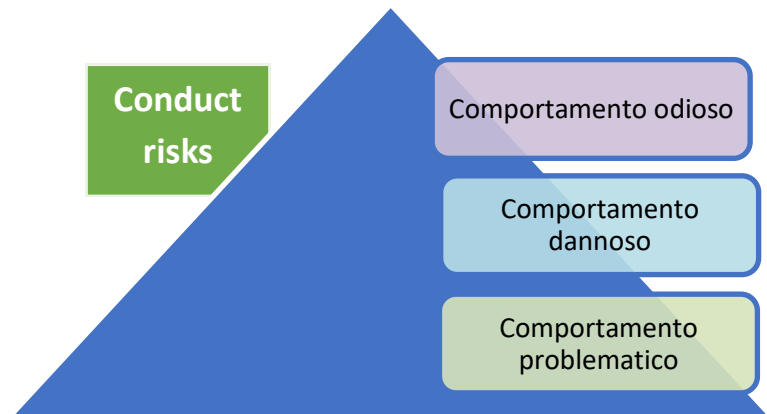 Conduct
risks
Comportamento odioso
Comportamento
dannoso
Comportamento
problematico